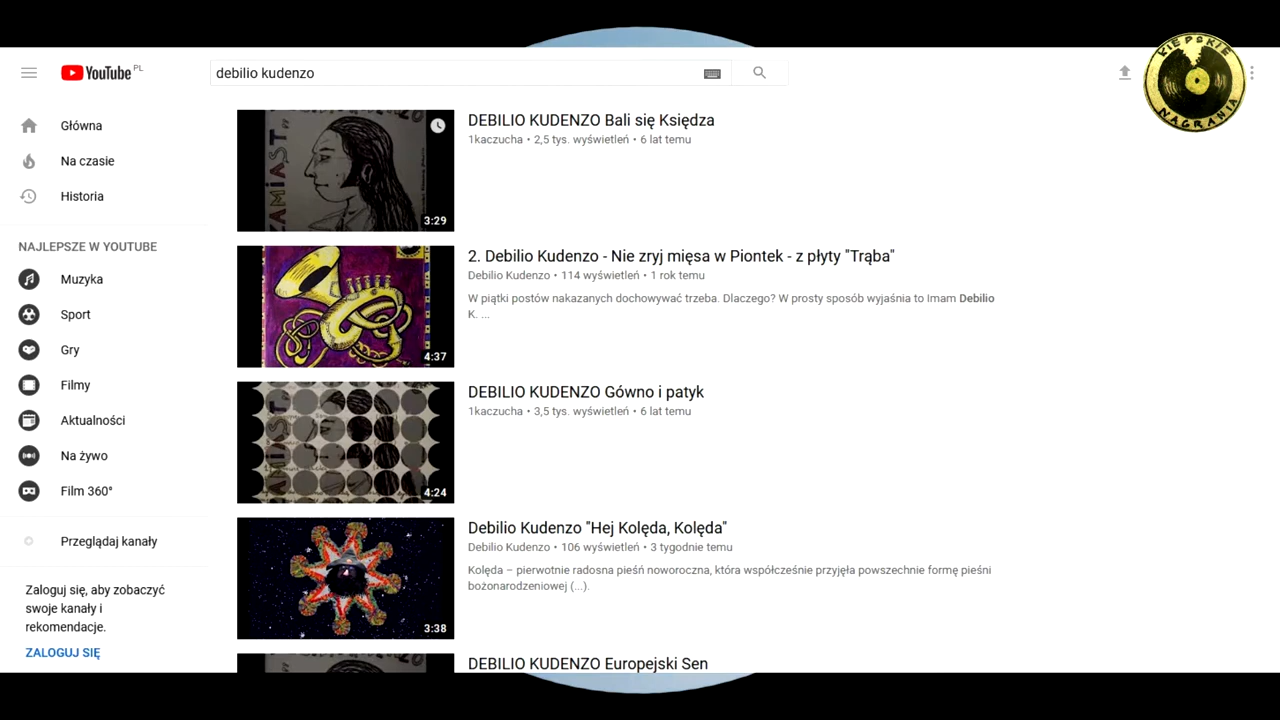 YouTube PL
debilio kudenzo
KIEPSKIE
NAGRANIA
Główna
Na czasie
Historia
NAJLEPSZE W YOUTUBE
Muzyka
Sport
Gry
Filmy
Aktualności
Na żywo
Film 360°
Przeglądaj kanały
Zaloguj się, aby zobaczyć
swoje kanały i
rekomendacje.
ZALOGUJ SIĘ
ZAMIAST
3:29
DEBILIO KUDENZO Bali się Księdza
1kaczucha • 2,5 tys. wyświetleń • 6 lat temu
4:37
2. Debilio Kudenzo - Nie zryj mięsa w Piontek - z płyty "Trąba"
Debilio Kudenzo • 114 wyświetleń • 1 rok temu
W piątki postów nakazanych dochowywać trzeba. Dlaczego? W prosty sposób wyjaśnia to Imam Debilio
K. ...
4:24
DEBILIO KUDENZO Gówno i patyk
1kaczucha • 3,5 tys. wyświetleń • 6 lat temu
3:38
Debilio Kudenzo "Hej Kolęda, Kolęda"
Debilio Kudenzo • 106 wyświetleń • 3 tygodnie temu
Kolęda – pierwotnie radosna pieśń noworoczna, która współcześnie przyjęła powszechnie formę pieśni
bożonarodzeniowej (...).
DEBILIO KUDENZO Europejski Sen